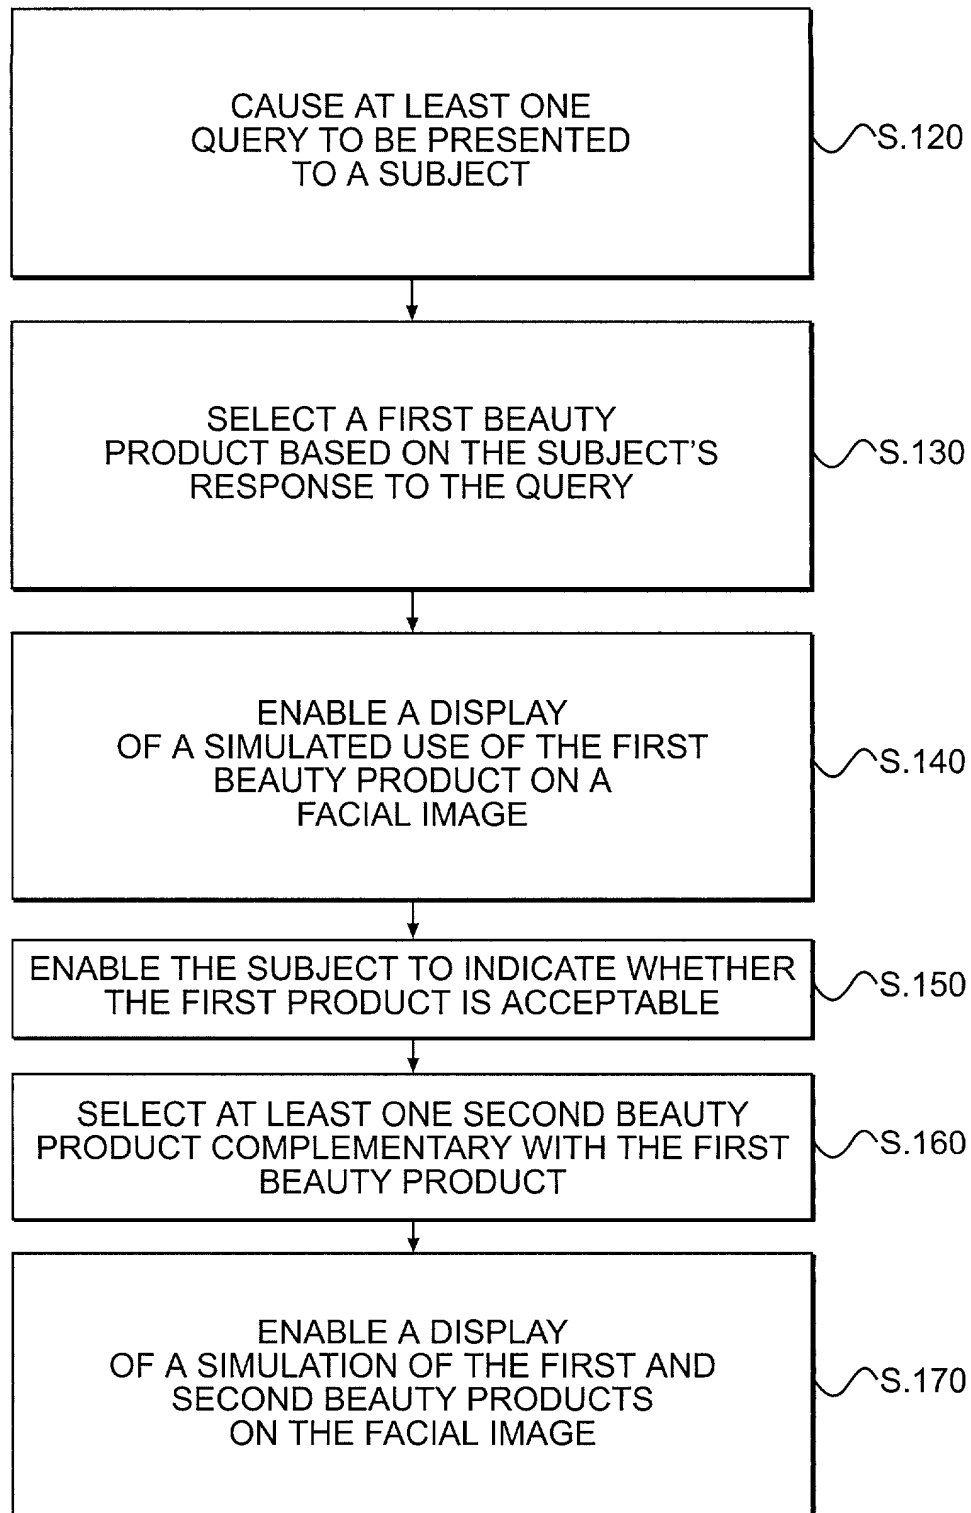 CAUSE AT LEAST ONE
QUERY TO BE PRESENTED
TO A SUBJECT
S.120
SELECT A FIRST BEAUTY
PRODUCT BASED ON THE SUBJECT'S
RESPONSE TO THE QUERY
S.130
ENABLE A DISPLAY
OF A SIMULATED USE OF THE FIRST
BEAUTY PRODUCT ON A
FACIAL IMAGE
S.140
ENABLE THE SUBJECT TO INDICATE WHETHER
THE FIRST PRODUCT IS ACCEPTABLE
S.150
SELECT AT LEAST ONE SECOND BEAUTY
PRODUCT COMPLEMENTARY WITH THE FIRST
BEAUTY PRODUCT
S.160
ENABLE A DISPLAY
OF A SIMULATION OF THE FIRST AND
SECOND BEAUTY PRODUCTS
ON THE FACIAL IMAGE
S.170